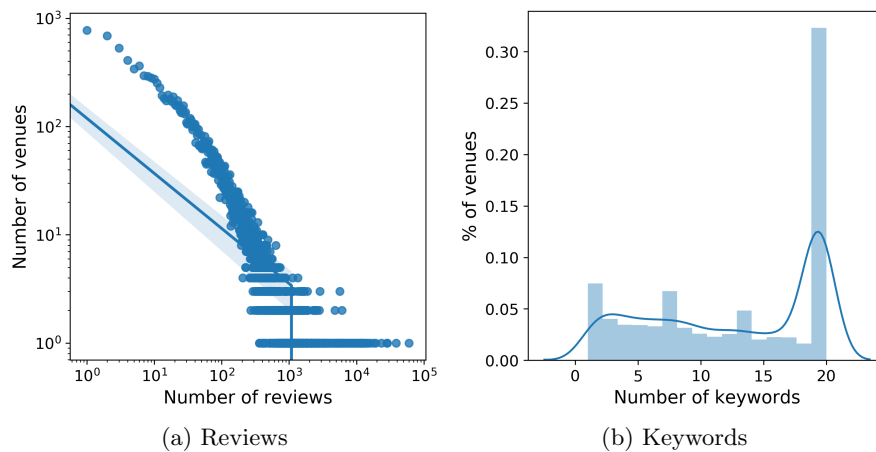 10³
10²
10¹
10⁰
Number of venues
10⁰ 10¹ 10² 10³ 10⁴ 10⁵
Number of reviews
(a) Reviews
0.30
0.25
0.20
0.15
0.10
0.05
0.00
% of venues
0 5 10 15 20
Number of keywords
(b) Keywords